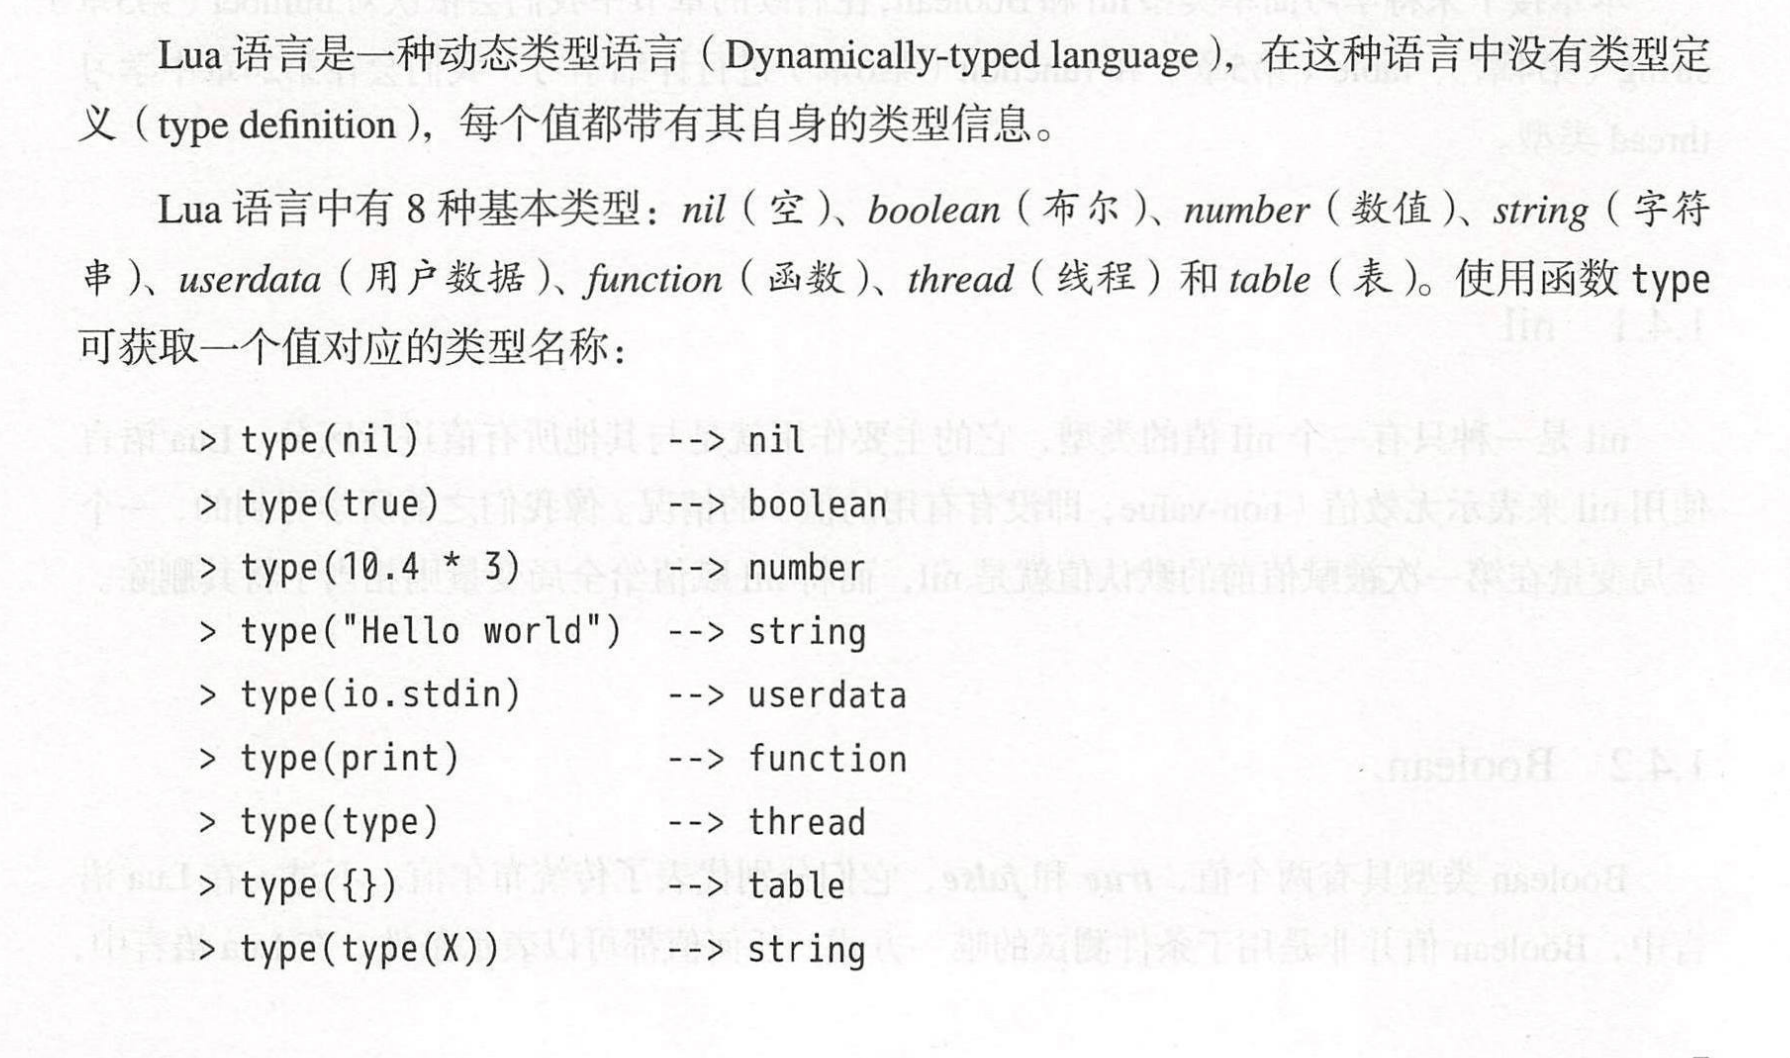 Lua 语言是一种动态类型语言（Dynamically-typed language），在这种语言中没有类型定
义（type definition），每个值都带有其自身的类型信息。
Lua 语言中有 8 种基本类型：nil（空）、boolean（布尔）、number（数值）、string（字符
串）、userdata（用户数据）、function（函数）、thread（线程）和 table（表）。使用函数 type
可获取一个值对应的类型名称：
> type(nil) --> nil
> type(true) --> boolean
> type(10.4 * 3) --> number
> type("Hello world") --> string
> type(io.stdin) --> userdata
> type(print) --> function
> type(type) --> thread
> type({}) --> table
> type(type(X)) --> string